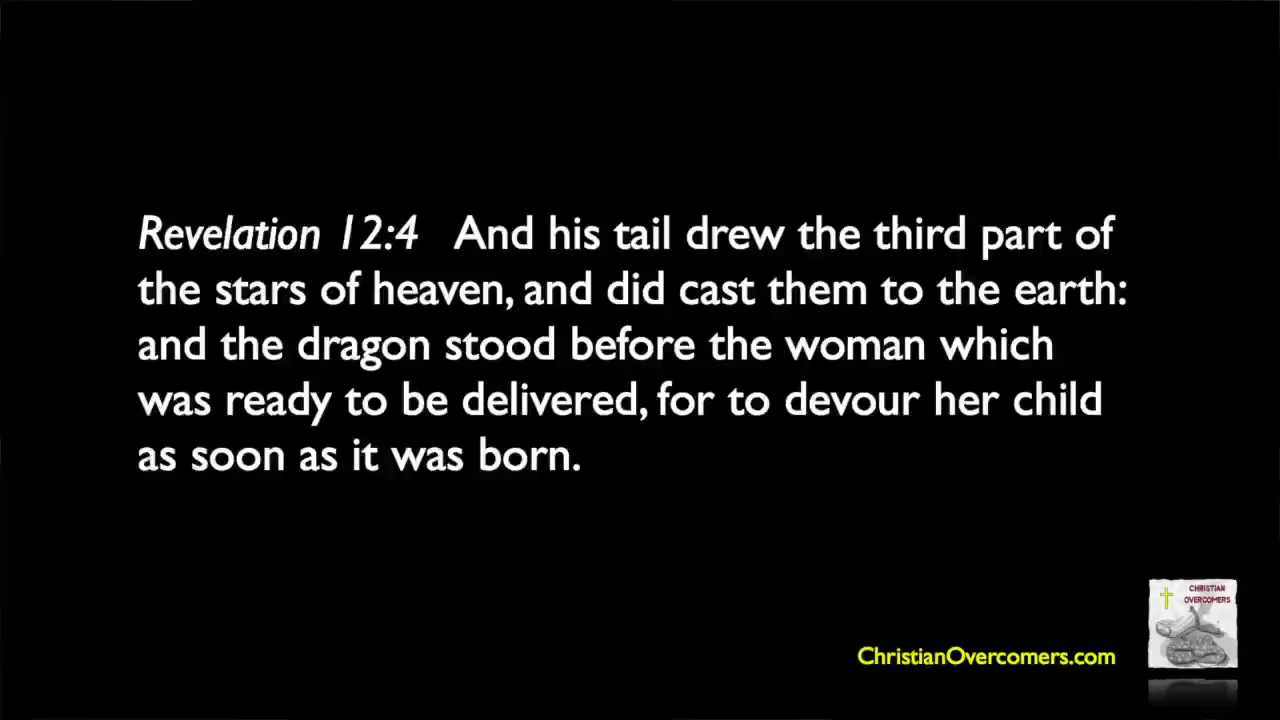 Revelation 12:4 And his tail drew the third part of
the stars of heaven, and did cast them to the earth:
and the dragon stood before the woman which
was ready to be delivered, for to devour her child
as soon as it was born.
CHRISTIAN
OVERCOMERS
ChristianOvercomers.com